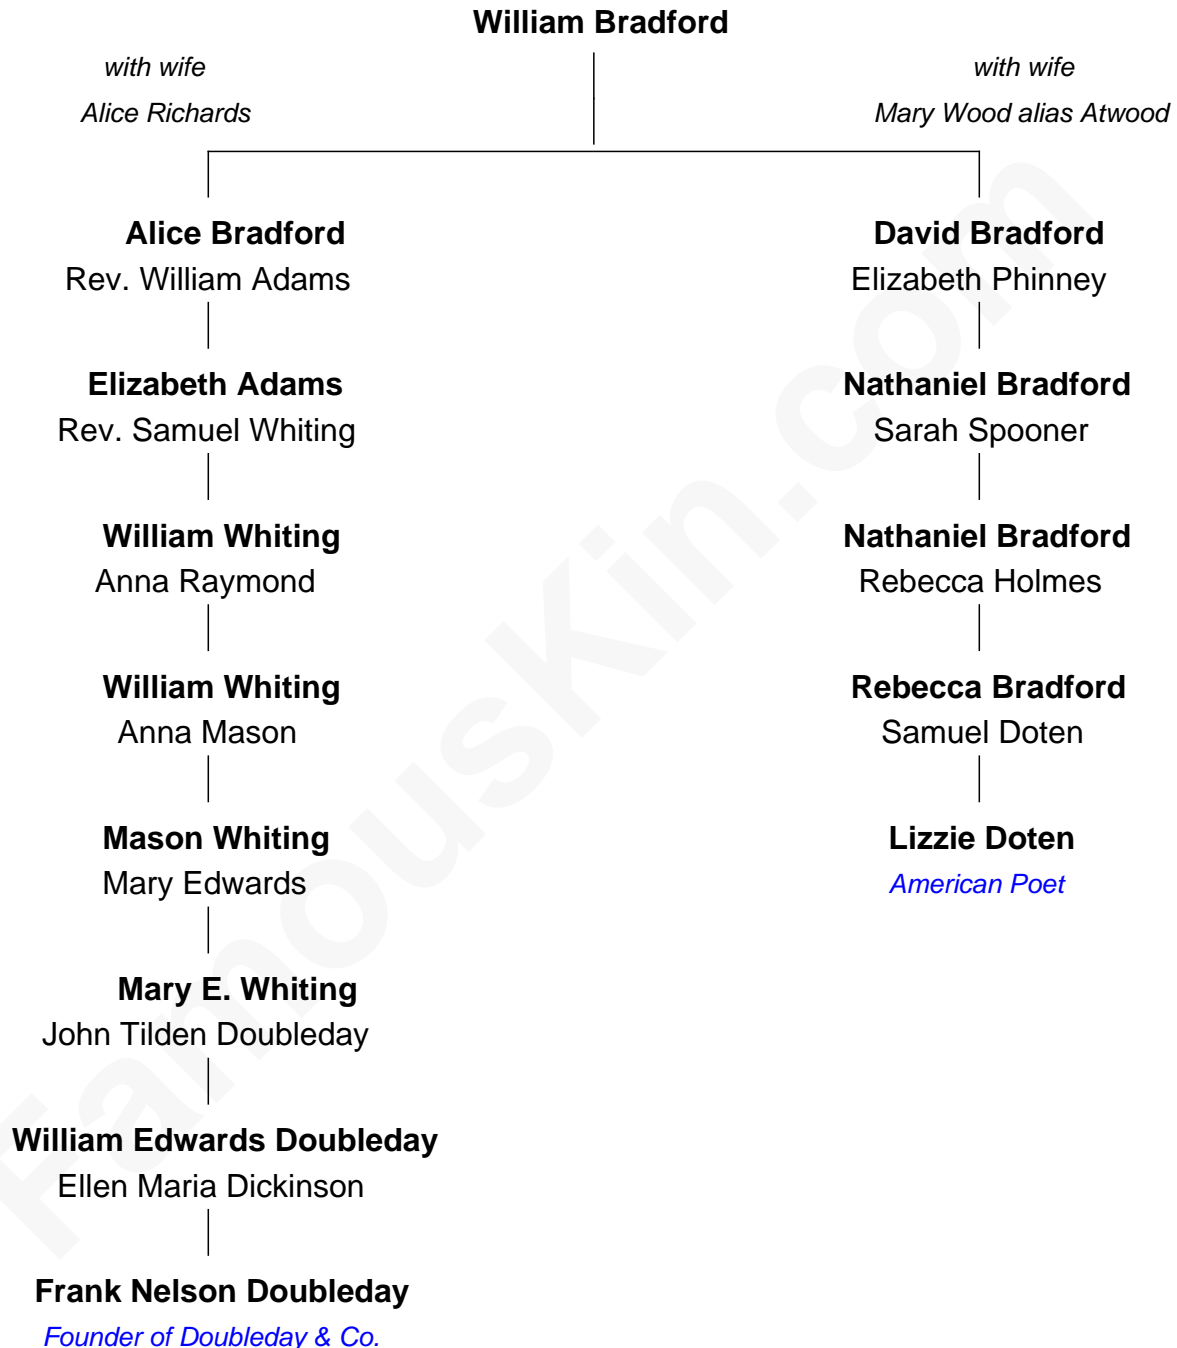 William Bradford
with wife
Alice Richards
with wife
Mary Wood alias Atwood
Alice Bradford
Rev. William Adams
David Bradford
Elizabeth Phinney
Elizabeth Adams
Rev. Samuel Whiting
Nathaniel Bradford
Sarah Spooner
William Whiting
Anna Raymond
Nathaniel Bradford
Rebecca Holmes
William Whiting
Anna Mason
Rebecca Bradford
Samuel Doten
Mason Whiting
Mary Edwards
Lizzie Doten
American Poet
Mary E. Whiting
John Tilden Doubleday
William Edwards Doubleday
Ellen Maria Dickinson
Frank Nelson Doubleday
Founder of Doubleday & Co.
FamousKin.com